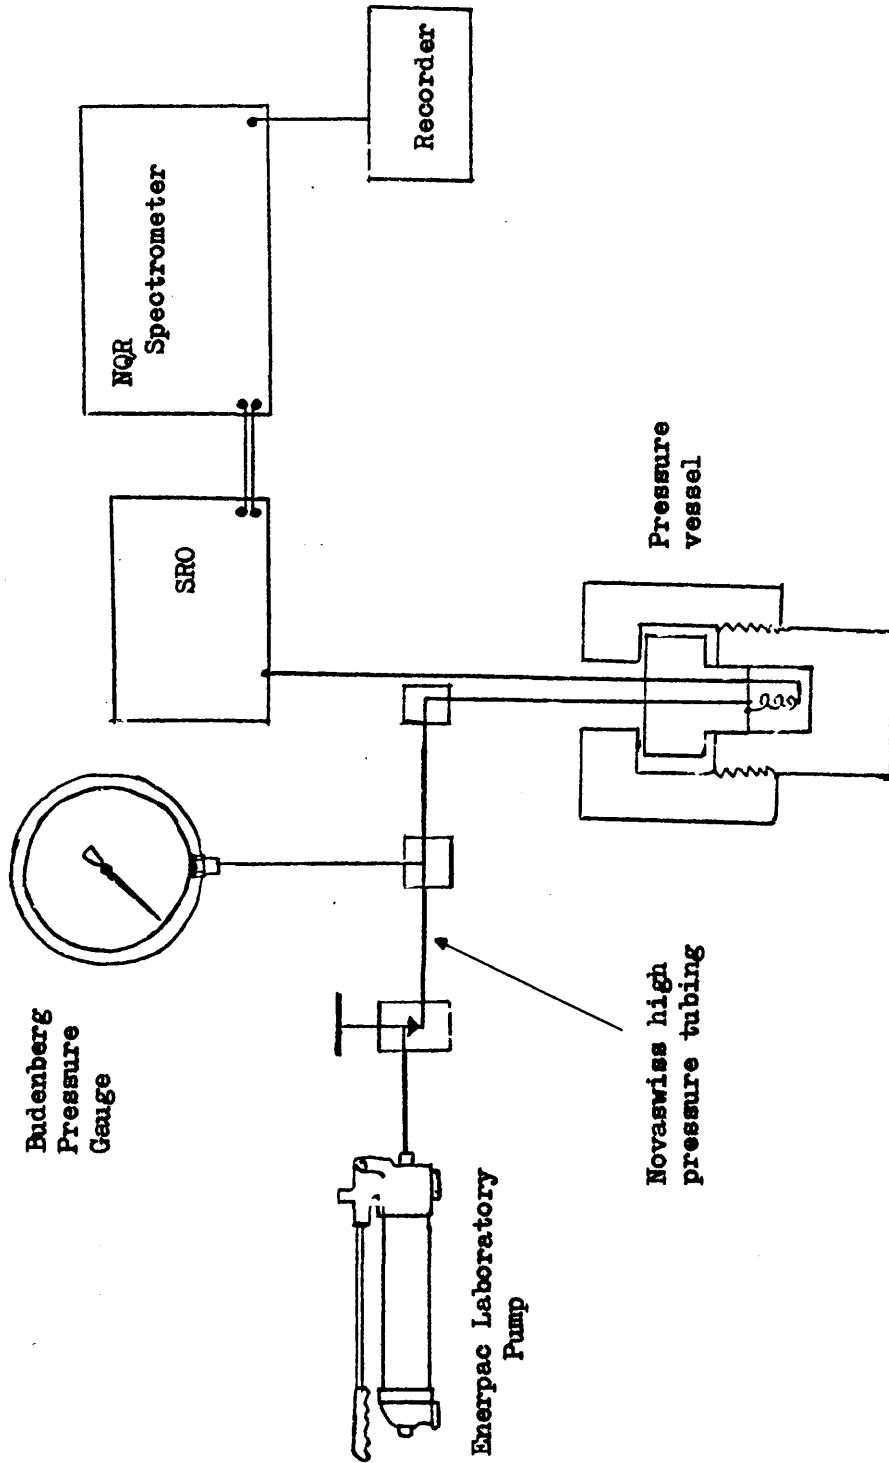 Budenberg
Pressure
Gauge
SRO
NQR
Spectrometer
Recorder
Enerpac Laboratory
Pump
Novaswiss high
pressure tubing
Pressure
vessel